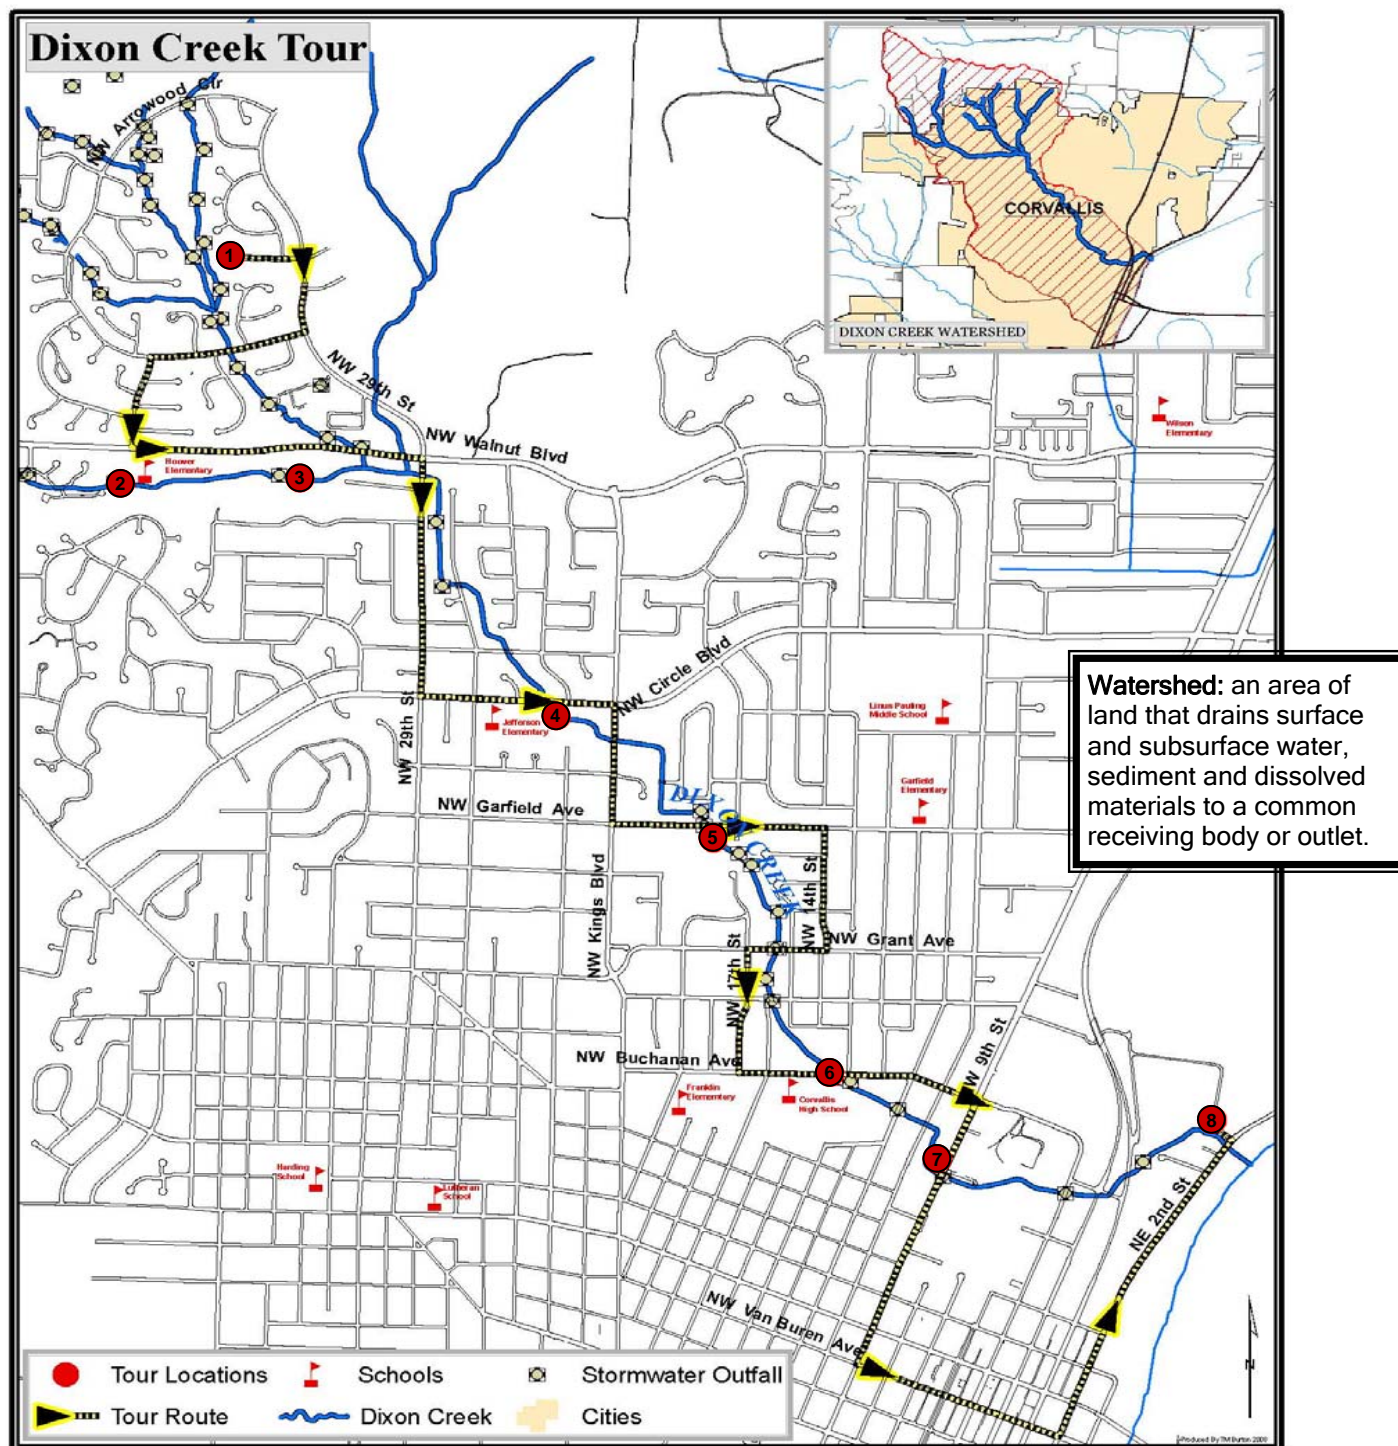 Dixon Creek Tour
NW Arrowood Cir
CORVALLIS
DIXON CREEK WATERSHED
1
NW 29th St
NW Walnut Blvd
Wilson
Elementary
Hoover
Elementary
2
3
Watershed: an area of
land that drains surface
and subsurface water,
sediment and dissolved
materials to a common
receiving body or outlet.
NW Circle Blvd
NW 29th St
Jefferson
Elementary
4
Linus Pauling
Middle School
Garfield
Elementary
NW Garfield Ave
DIXON CREEK
5
NW Kings Blvd
NW 14th St
NW Grant Ave
NW 17th St
NW Buchanan Ave
W 9th St
6
Franklin
Elementary
Corvallis
High School
7
8
Harding
School
Lutheran
School
NE 2nd St
NW Van Buren Ave
N
Tour Locations
Schools
Stormwater Outfall
Tour Route
Dixon Creek
Cities
Produced By TM Burton 2009